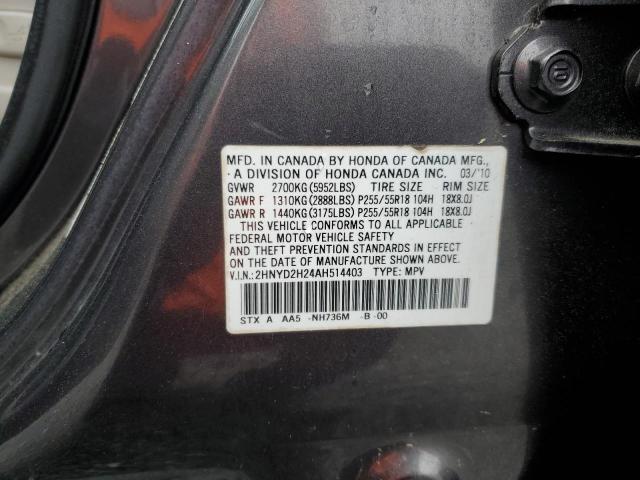 MFD. IN CANADA BY HONDA OF CANADA MFG.,
A DIVISION OF HONDA CANADA INC. 03/'10
GVWR 2700KG(5952LBS) TIRE SIZE RIM SIZE
GAWR F 1310KG(2888LBS) P255/55R18 104H 18X8.0J
GAWR R 1440KG(3175LBS) P255/55R18 104H 18X8.0J
THIS VEHICLE CONFORMS TO ALL APPLICABLE
FEDERAL MOTOR VEHICLE SAFETY
AND THEFT PREVENTION STANDARDS IN EFFECT
ON THE DATE OF MANUFACTURE SHOWN ABOVE.
V.I.N.:2HNYD2H24AH514403 TYPE: MPV
STX A AA5 -NH736M -B-00